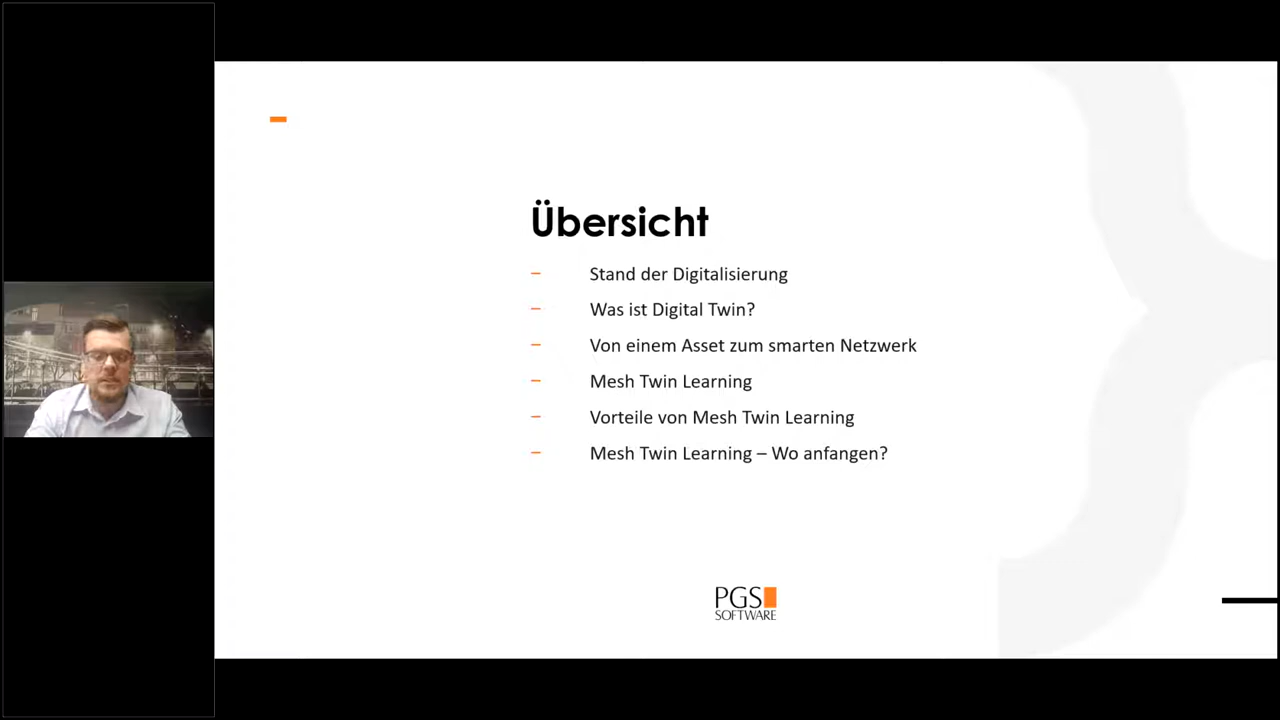 Übersicht
– Stand der Digitalisierung
– Was ist Digital Twin?
– Von einem Asset zum smarten Netzwerk
– Mesh Twin Learning
– Vorteile von Mesh Twin Learning
– Mesh Twin Learning – Wo anfangen?
PGS
SOFTWARE